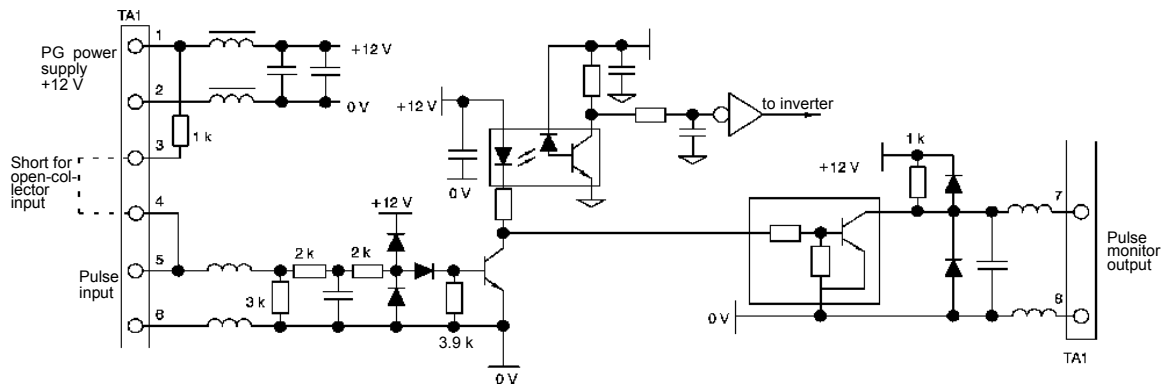 TA1
1
PG power
supply
+12 V
+12 V
2
0 V
1 k
3
Short for
open-col-
lector
input
4
+12 V
0 V
to inverter
+12 V
5
Pulse
input
2 k
2 k
3 k
6
3.9 k
0 V
1 k
+12 V
7
Pulse
monitor
output
0 V
8
TA1